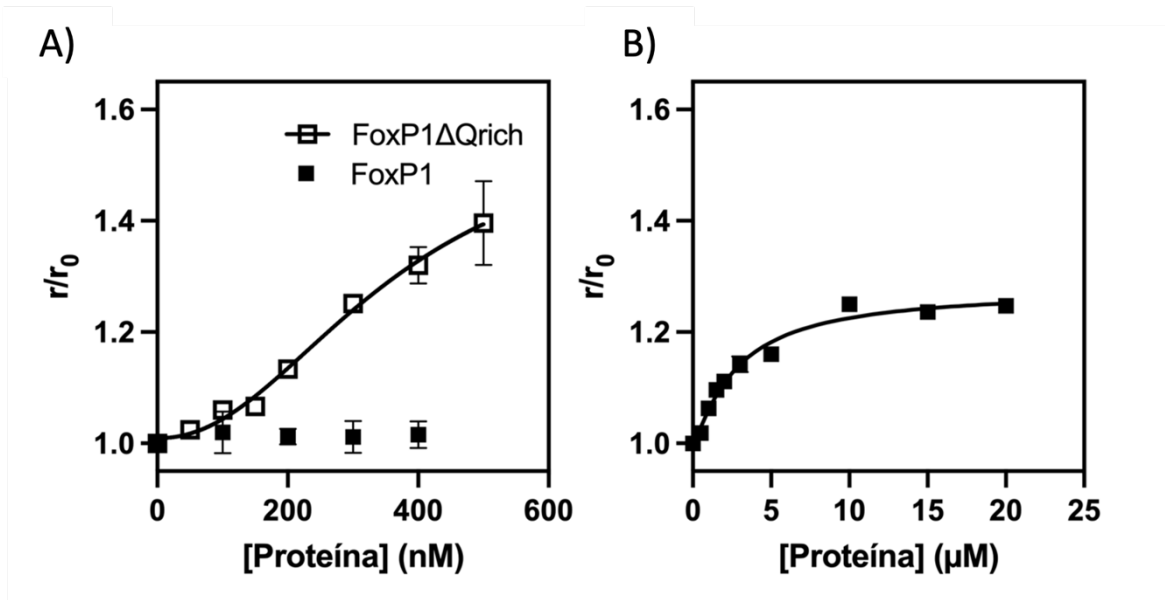 A)
1.6
1.4
1.2
1.0
r/r0
FoxP1ΔQrich
FoxP1
0
200
400
600
[Proteína] (nM)
B)
1.6
1.4
1.2
1.0
r/r0
0
5
10
15
20
25
[Proteína] (µM)